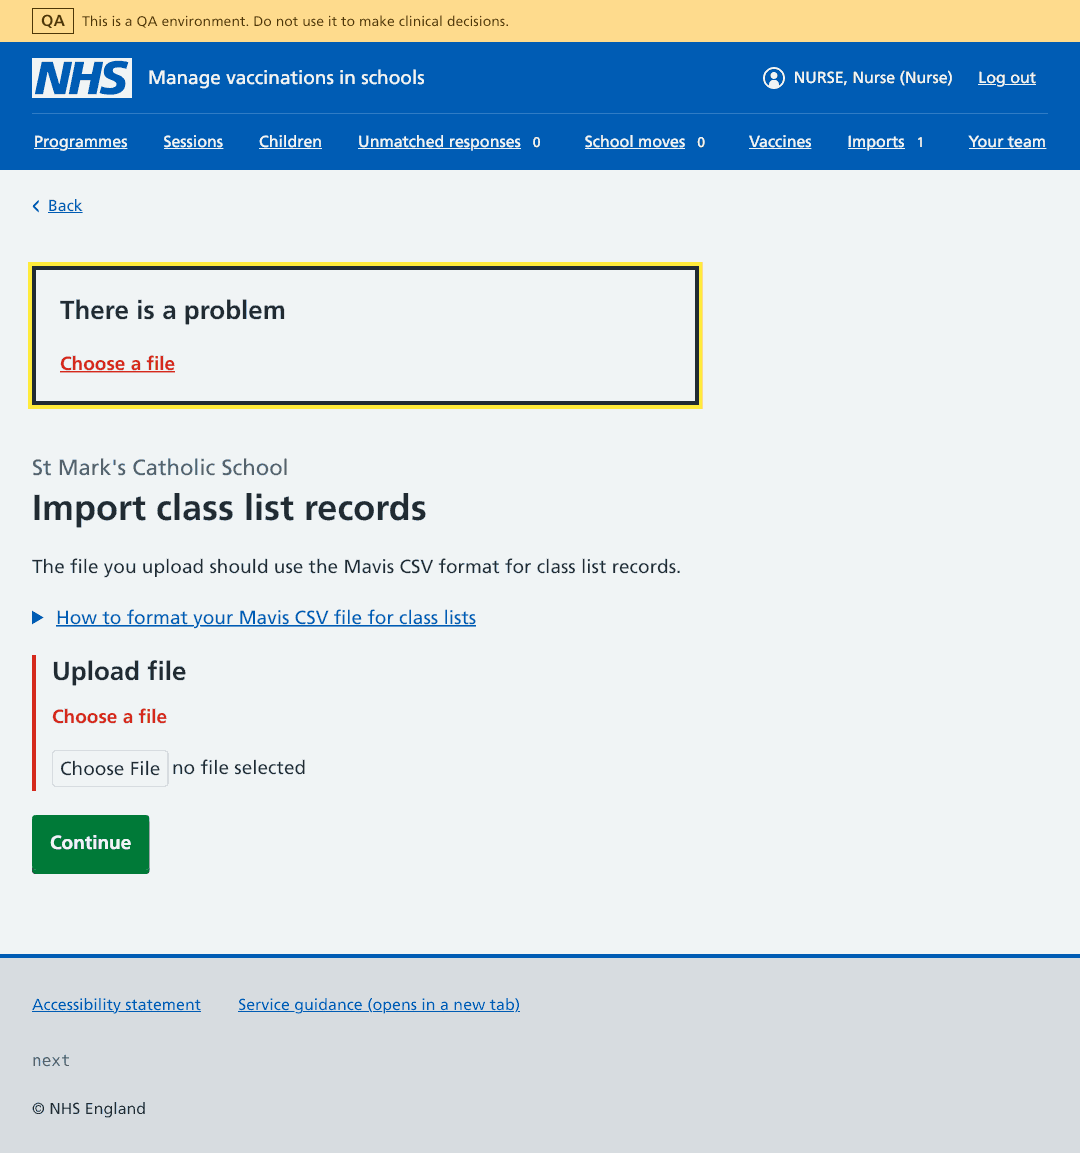 QA This is a QA environment. Do not use it to make clinical decisions.
NHS Manage vaccinations in schools NURSE, Nurse (Nurse) Log out
Programmes Sessions Children Unmatched responses 0 School moves 0 Vaccines Imports 1 Your team
Back
There is a problem
Choose a file
St Mark's Catholic School
Import class list records
The file you upload should use the Mavis CSV format for class list records.
How to format your Mavis CSV file for class lists
Upload file
Choose a file
Choose File no file selected
Continue
Accessibility statement Service guidance (opens in a new tab)
next
© NHS England